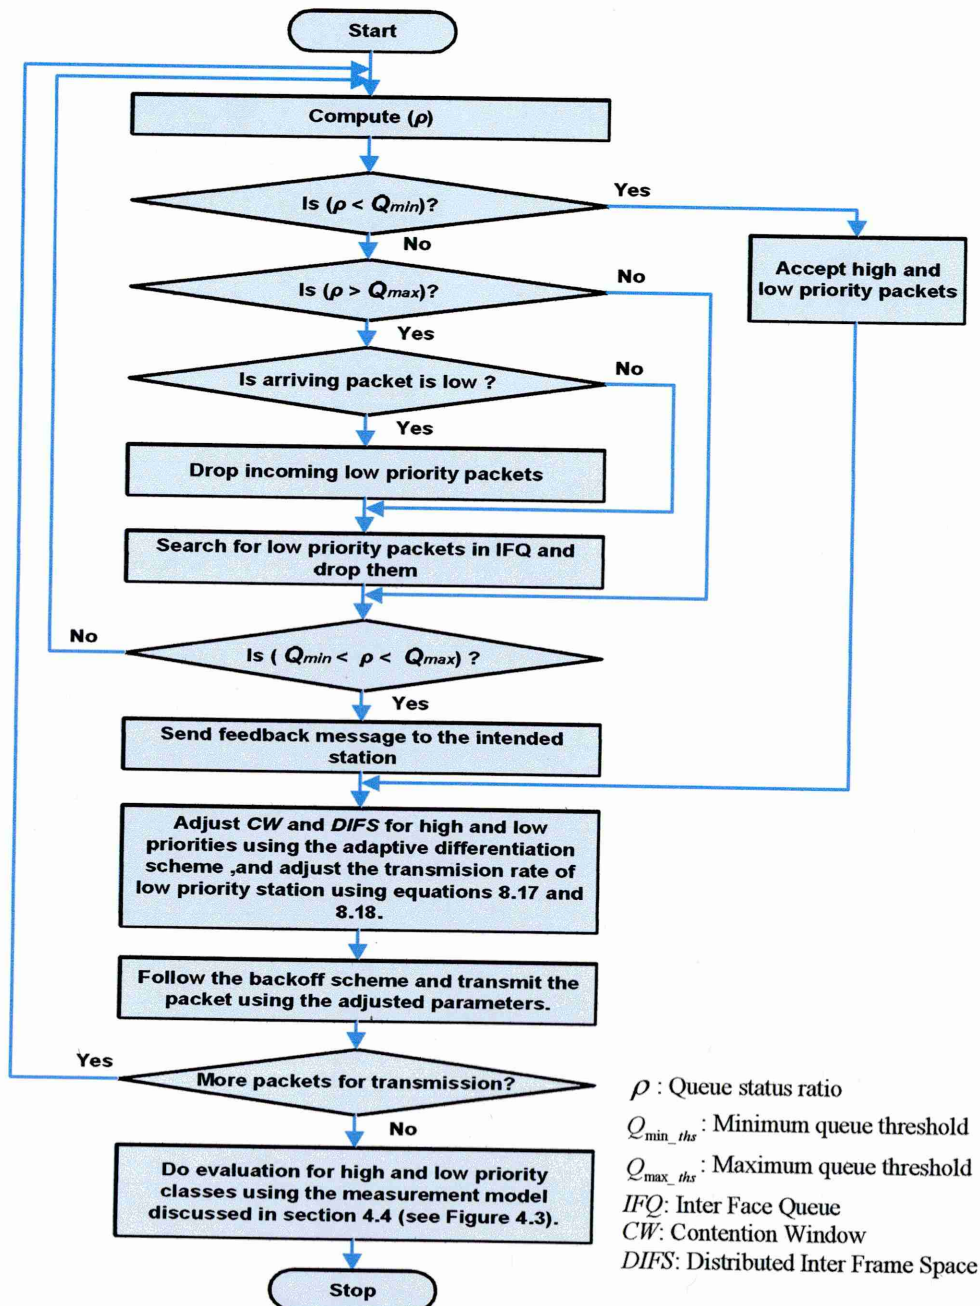 Start
Compute (ρ)
Is (ρ < Qmin)?
Yes
No
Accept high and
low priority packets
Is (ρ > Qmax)?
No
Yes
Is arriving packet is low ?
No
Yes
Drop incoming low priority packets
Search for low priority packets in IFQ and
drop them
No
Is ( Qmin < ρ < Qmax) ?
Yes
Send feedback message to the intended
station
Adjust CW and DIFS for high and low
priorities using the adaptive differentiation
scheme ,and adjust the transmision rate of
low priority station using equations 8.17 and
8.18.
Follow the backoff scheme and transmit the
packet using the adjusted parameters.
Yes
More packets for transmission?
No
Do evaluation for high and low priority
classes using the measurement model
discussed in section 4.4 (see Figure 4.3).
Stop
ρ : Queue status ratio
Qmin_ths : Minimum queue threshold
Qmax_ths : Maximum queue threshold
IFQ: Inter Face Queue
CW: Contention Window
DIFS: Distributed Inter Frame Space